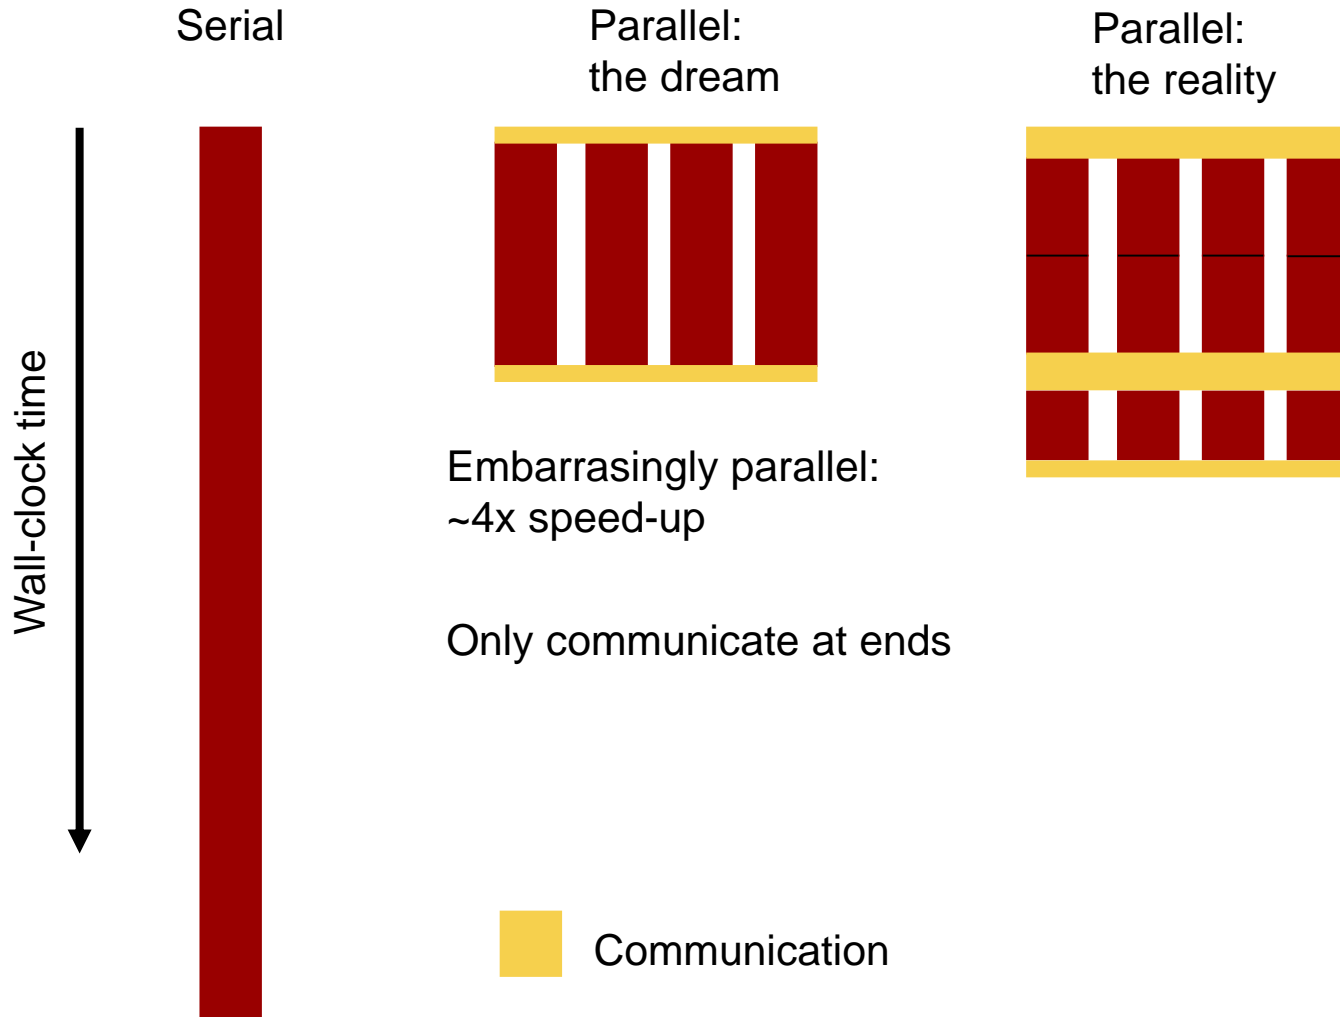 Serial
Parallel:
the dream
Parallel:
the reality
Wall-clock time
Embarrasingly parallel:
~4x speed-up
Only communicate at ends
Communication